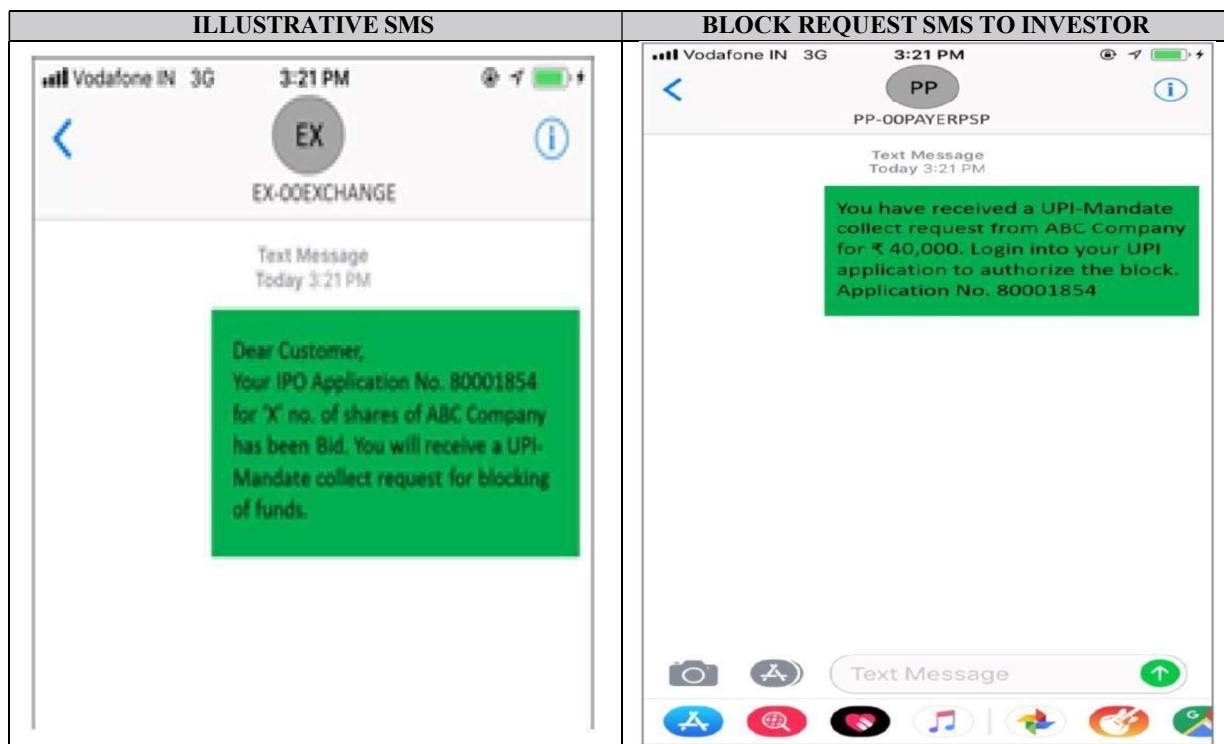 ILLUSTRATIVE SMS
BLOCK REQUEST SMS TO INVESTOR
Vodafone IN 3G 3:21 PM
EX
EX-00EXCHANGE
Text Message
Today 3:21 PM
Dear Customer,
Your IPO Application No. 80001854
for 'X' no. of shares of ABC Company
has been Bid. You will receive a UPI-
Mandate collect request for blocking
of funds.
Vodafone IN 3G 3:21 PM
PP
PP-00PAYERPSP
Text Message
Today 3:21 PM
You have received a UPI-Mandate
collect request from ABC Company
for ₹ 40,000. Login into your UPI
application to authorize the block.
Application No. 80001854
Text Message
G